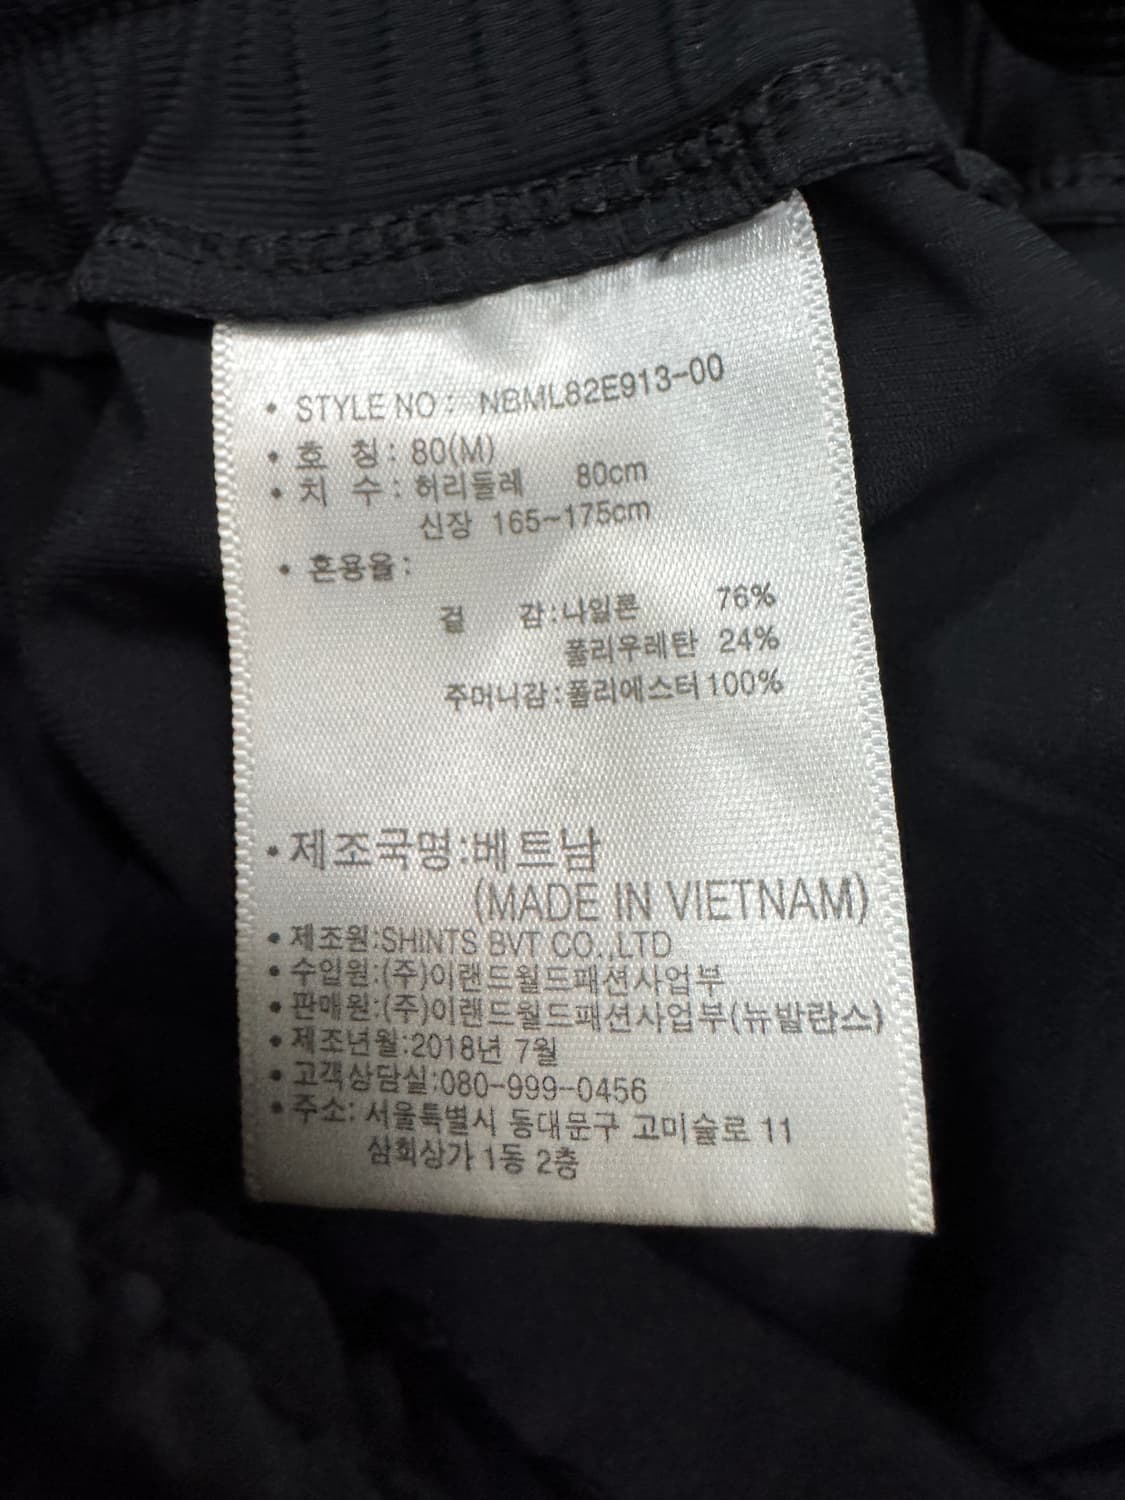 • STYLE NO : NBML82E913-00
• 호 칭 : 80(M)
• 치 수 : 허리둘레 80cm
신장 165~175cm
• 혼용율 :
겉 감:나일론 76%
폴리우레탄 24%
주머니감:폴리에스터 100%
• 제조국명:베트남
(MADE IN VIETNAM)
• 제조원:SHINTS BVT CO.,LTD
• 수입원:(주)이랜드월드패션사업부
• 판매원:(주)이랜드월드패션사업부(뉴발란스)
• 제조년월:2018년 7월
• 고객상담실:080-999-0456
• 주소: 서울특별시 동대문구 고미술로 11
삼희상가 1동 2층